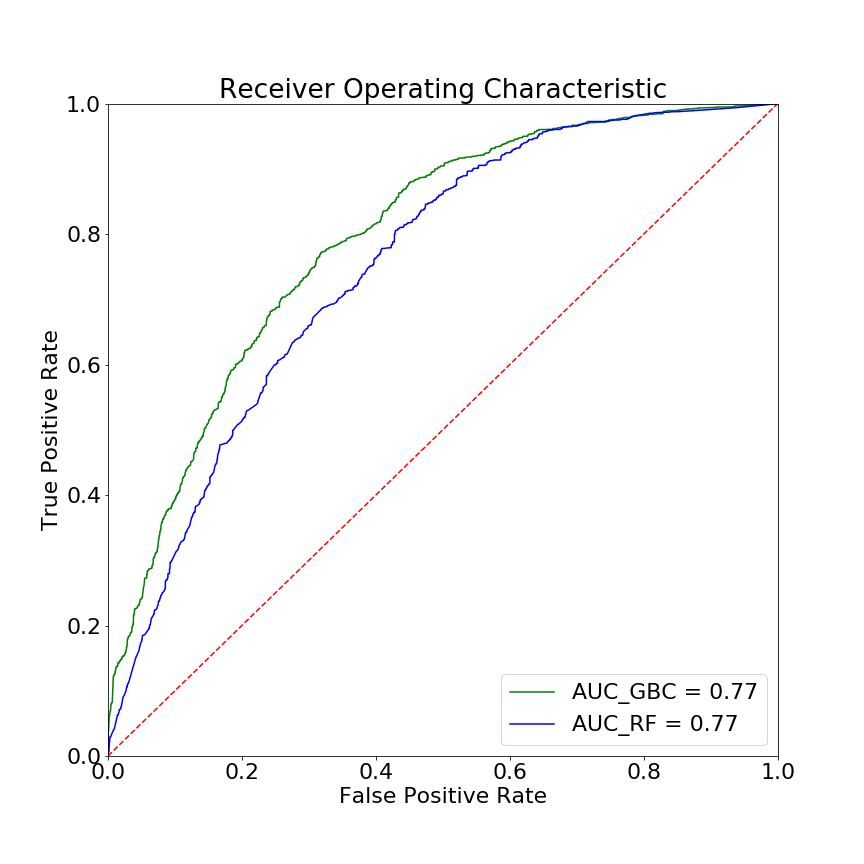 Receiver Operating Characteristic
1.0
0.8
0.6
0.4
0.2
0.0
True Positive Rate
AUC_GBC = 0.77
AUC_RF = 0.77
0.0 0.2 0.4 0.6 0.8 1.0
False Positive Rate